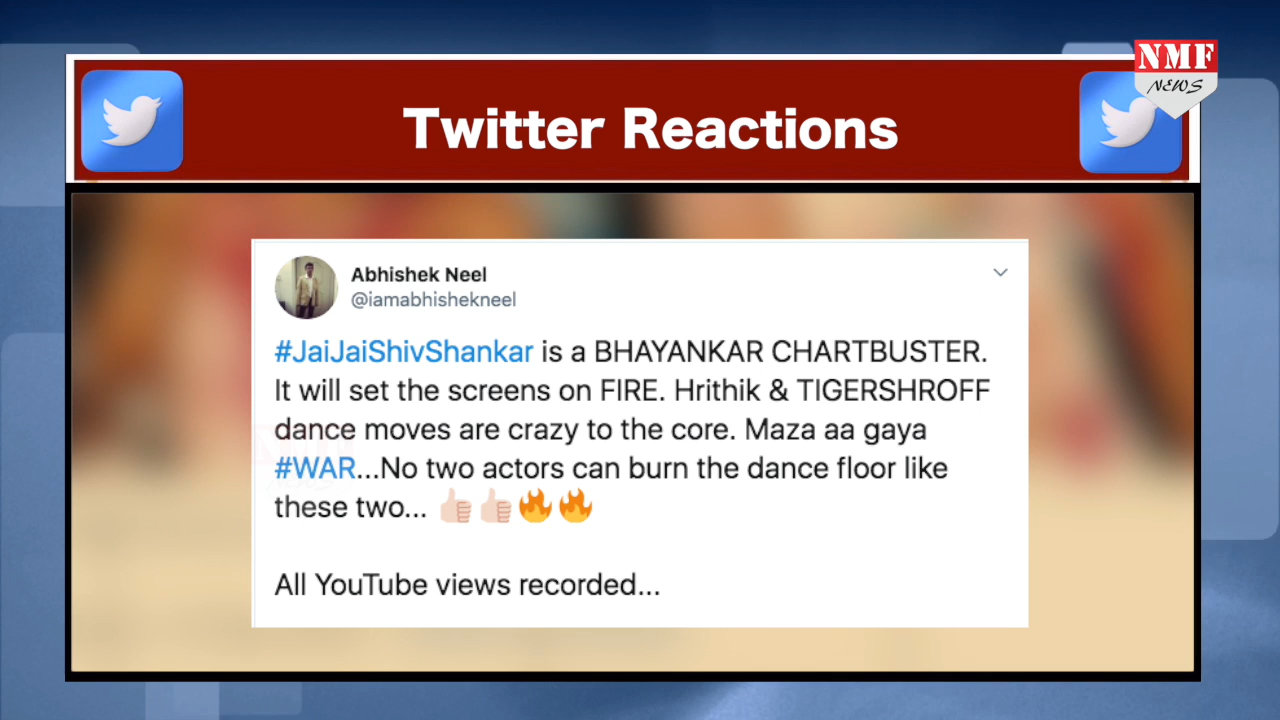 NMF
NEWS
Twitter Reactions
Abhishek Neel
@iamabhishekneel
#JaiJaiShivShankar is a BHAYANKAR CHARTBUSTER.
It will set the screens on FIRE. Hrithik & TIGERSHROFF
dance moves are crazy to the core. Maza aa gaya
#WAR...No two actors can burn the dance floor like
these two... 👍🏻👍🏻🔥🔥
All YouTube views recorded...